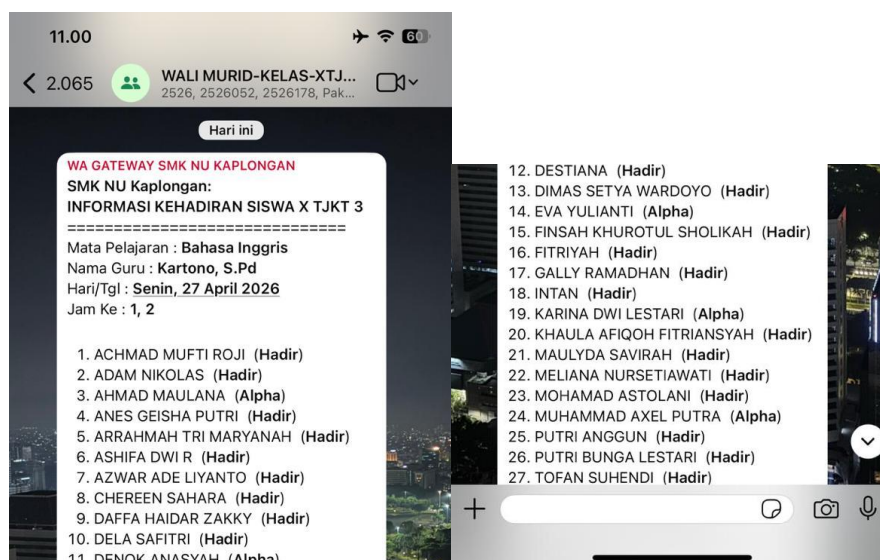 11.00
60
2.065
WALI MURID-KELAS-XTJ...
2526, 2526052, 2526178, Pak...
Hari ini
WA GATEWAY SMK NU KAPLONGAN
SMK NU Kaplongan:
INFORMASI KEHADIRAN SISWA X TJKT 3
==============================
Mata Pelajaran : Bahasa Inggris
Nama Guru : Kartono, S.Pd
Hari/Tgl : Senin, 27 April 2026
Jam Ke : 1, 2
1. ACHMAD MUFTI ROJI (Hadir)
2. ADAM NIKOLAS (Hadir)
3. AHMAD MAULANA (Alpha)
4. ANES GEISHA PUTRI (Hadir)
5. ARRAHMAH TRI MARYANAH (Hadir)
6. ASHIFA DWI R (Hadir)
7. AZWAR ADE LIYANTO (Hadir)
8. CHEREEN SAHARA (Hadir)
9. DAFFA HAIDAR ZAKKY (Hadir)
10. DELA SAFITRI (Hadir)
11. DENOK ANASYAH (Alpha)
12. DESTIANA (Hadir)
13. DIMAS SETYA WARDOYO (Hadir)
14. EVA YULIANTI (Alpha)
15. FINSAH KHUROTUL SHOLIKAH (Hadir)
16. FITRIYAH (Hadir)
17. GALLY RAMADHAN (Hadir)
18. INTAN (Hadir)
19. KARINA DWI LESTARI (Alpha)
20. KHAULA AFIQOH FITRIANSYAH (Hadir)
21. MAULYDA SAVIRAH (Hadir)
22. MELIANA NURSETIAWATI (Hadir)
23. MOHAMAD ASTOLANI (Hadir)
24. MUHAMMAD AXEL PUTRA (Alpha)
25. PUTRI ANGGUN (Hadir)
26. PUTRI BUNGA LESTARI (Hadir)
27. TOFAN SUHENDI (Hadir)